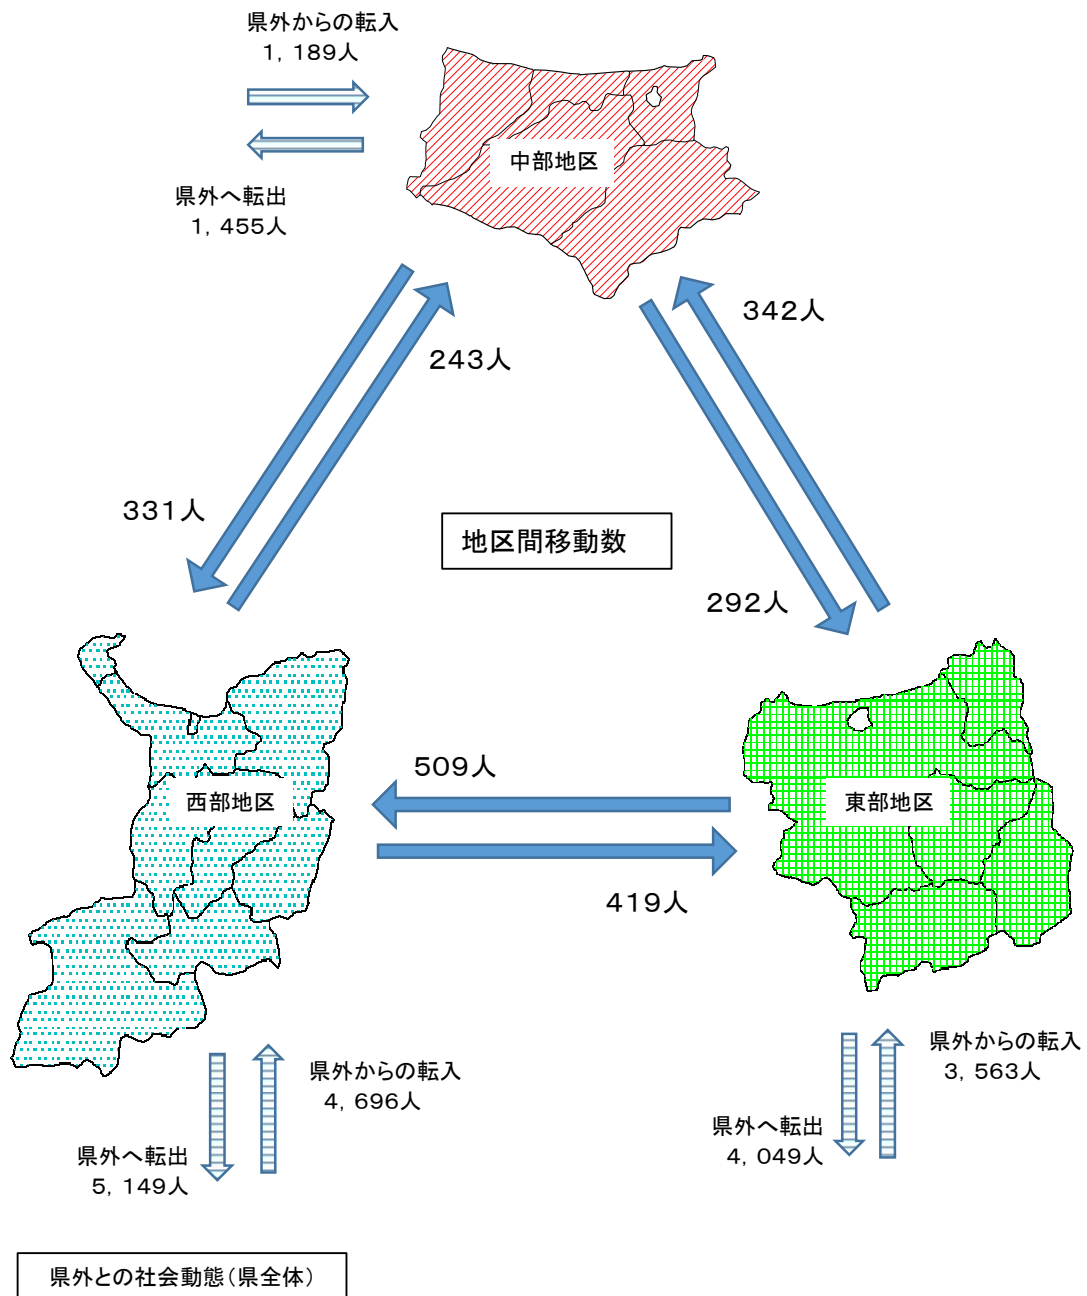 県外からの転入
1, 189人
中部地区
県外へ転出
1, 455人
342人
243人
331人
地区間移動数
292人
509人
西部地区
東部地区
419人
県外からの転入
3, 563人
県外からの転入
4, 696人
県外へ転出
4, 049人
県外へ転出
5, 149人
県外との社会動態(県全体)